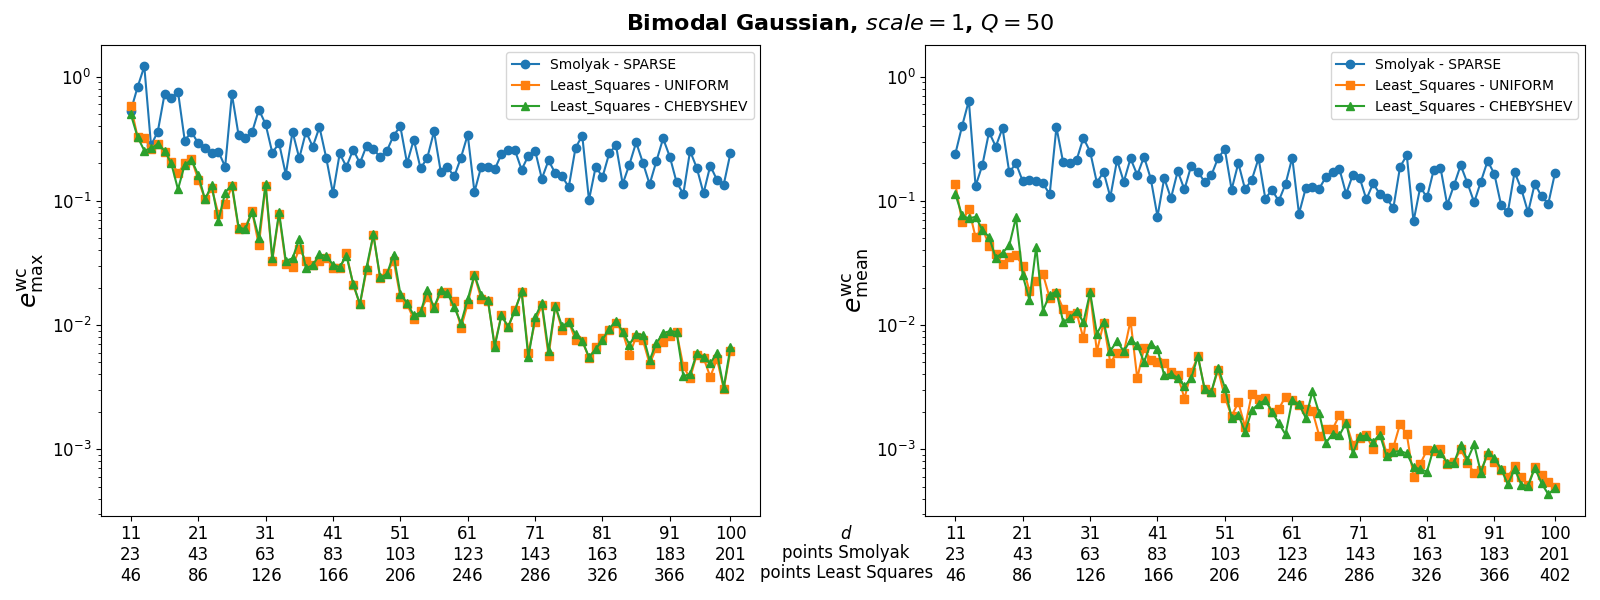 Bimodal Gaussian, scale = 1, Q = 50
Smolyak - SPARSE
Least_Squares - UNIFORM
Least_Squares - CHEBYSHEV
10⁰
10⁻¹
10⁻²
10⁻³
e^wc_max
11 21 31 41 51 61 71 81 91 100
23 43 63 83 103 123 143 163 183 201
46 86 126 166 206 246 286 326 366 402
d
points Smolyak
points Least Squares
Smolyak - SPARSE
Least_Squares - UNIFORM
Least_Squares - CHEBYSHEV
10⁰
10⁻¹
10⁻²
10⁻³
e^wc_mean
11 21 31 41 51 61 71 81 91 100
23 43 63 83 103 123 143 163 183 201
46 86 126 166 206 246 286 326 366 402